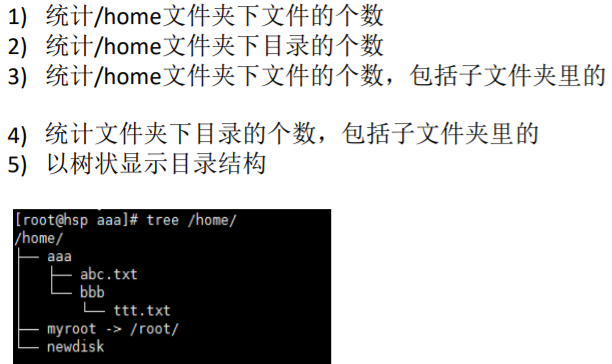 1) 统计/home文件夹下文件的个数
2) 统计/home文件夹下目录的个数
3) 统计/home文件夹下文件的个数，包括子文件夹里的
4) 统计文件夹下目录的个数，包括子文件夹里的
5) 以树状显示目录结构
[root@hsp aaa]# tree /home/
/home/
├── aaa
│   ├── abc.txt
│   └── bbb
│       └── ttt.txt
├── myroot -> /root/
└── newdisk